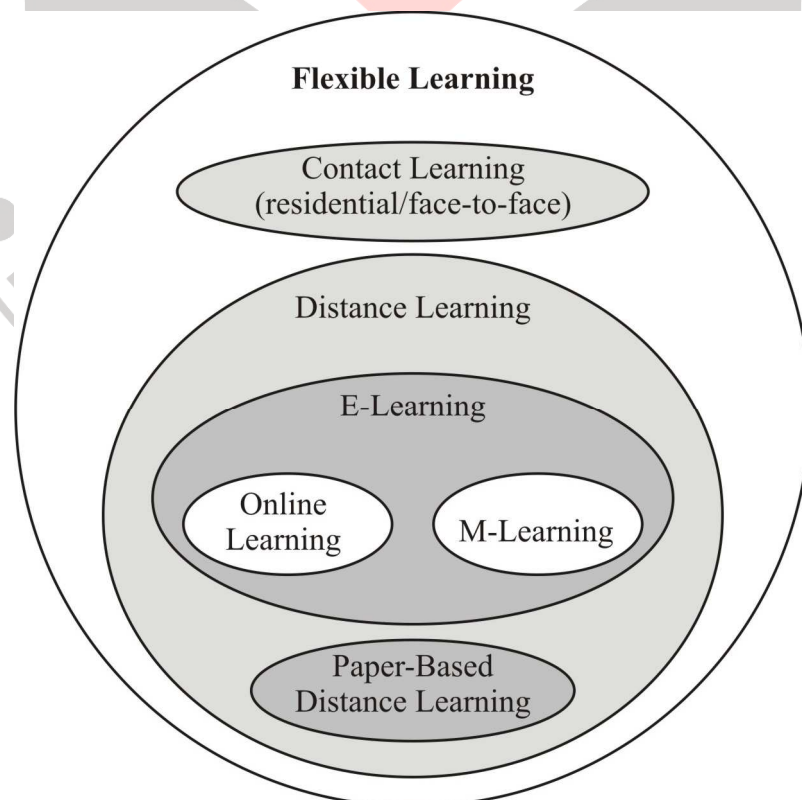 Flexible Learning
Contact Learning
(residential/face-to-face)
Distance Learning
E-Learning
Online
Learning
M-Learning
Paper-Based
Distance Learning